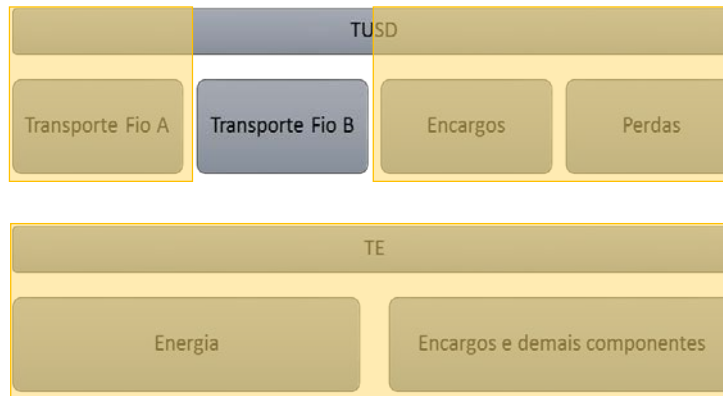 TUSD
Transporte Fio A
Transporte Fio B
Encargos
Perdas
TE
Energia
Encargos e demais componentes